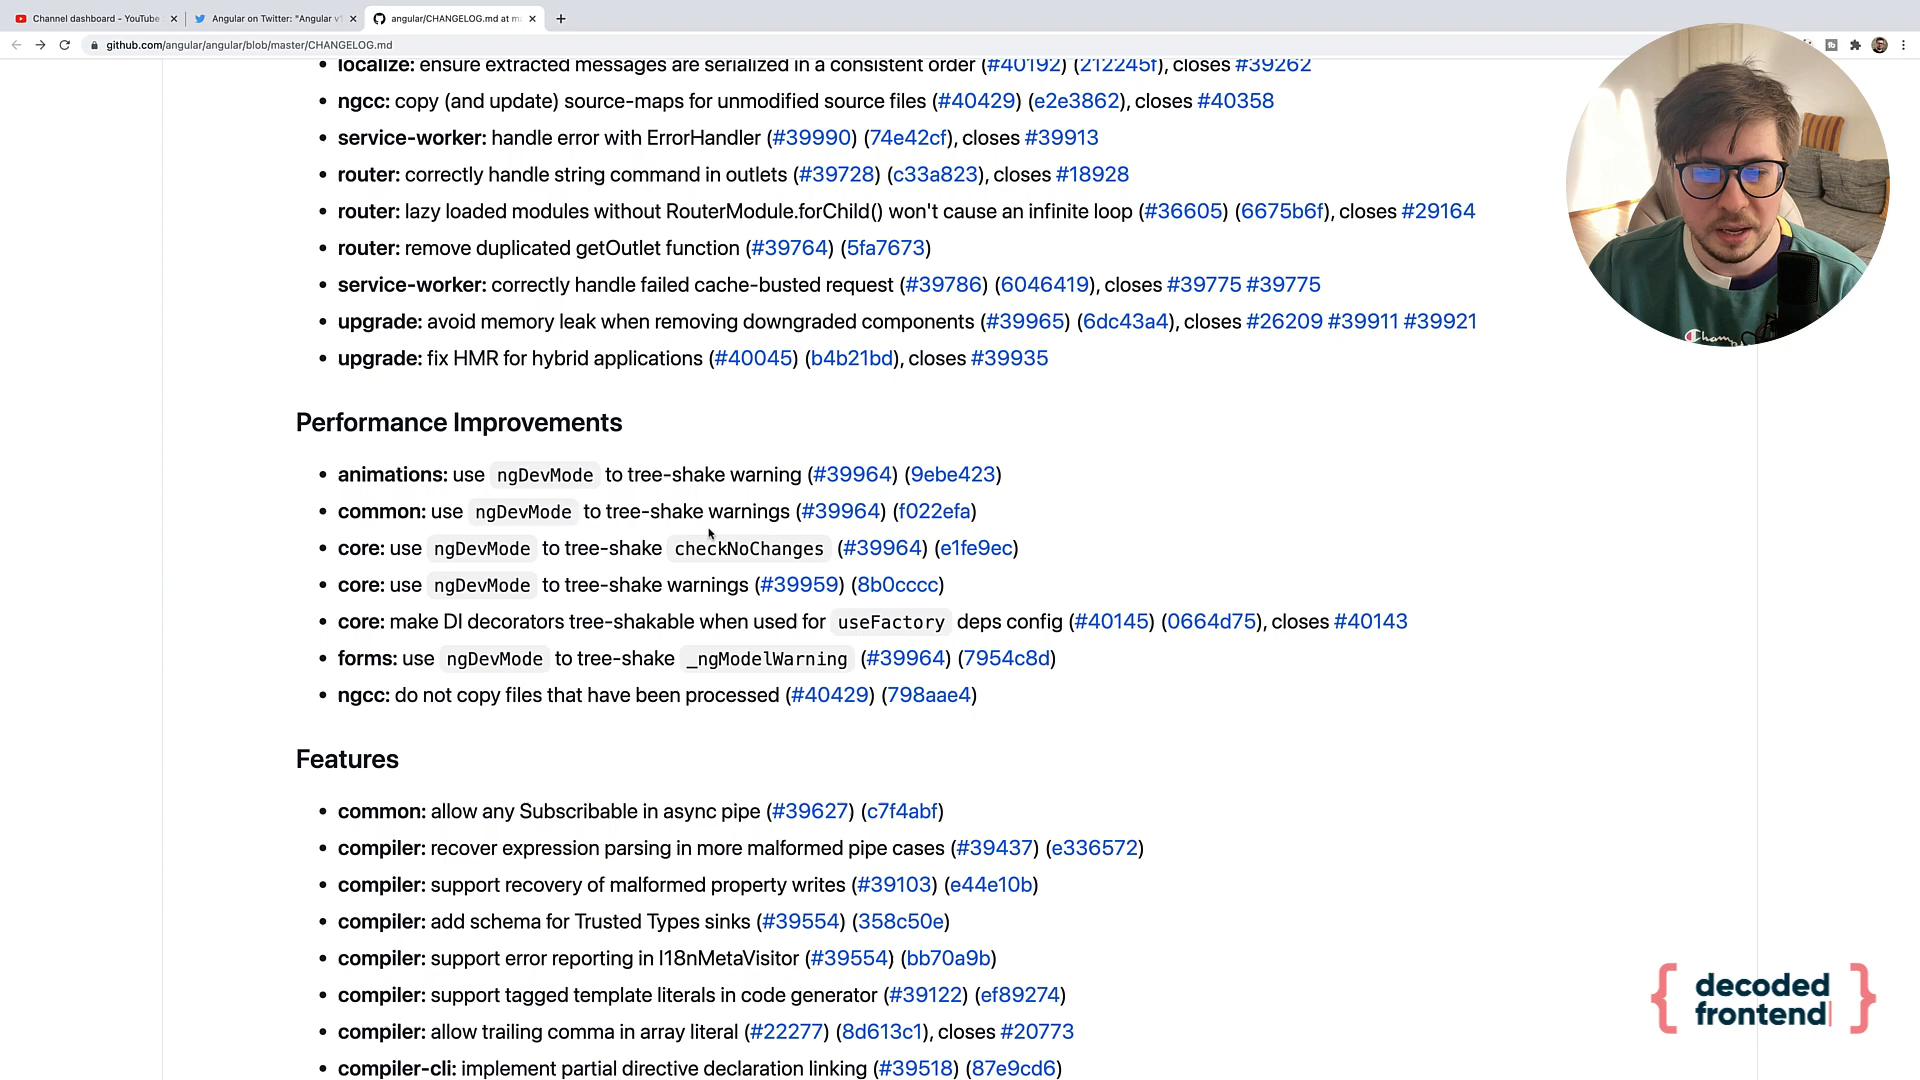 Channel dashboard - YouTube
Angular on Twitter: "Angular v1
angular/CHANGELOG.md at m
github.com/angular/angular/blob/master/CHANGELOG.md
localize: ensure extracted messages are serialized in a consistent order (#40192) (212245f), closes #39262
ngcc: copy (and update) source-maps for unmodified source files (#40429) (e2e3862), closes #40358
service-worker: handle error with ErrorHandler (#39990) (74e42cf), closes #39913
router: correctly handle string command in outlets (#39728) (c33a823), closes #18928
router: lazy loaded modules without RouterModule.forChild() won't cause an infinite loop (#36605) (6675b6f), closes #29164
router: remove duplicated getOutlet function (#39764) (5fa7673)
service-worker: correctly handle failed cache-busted request (#39786) (6046419), closes #39775 #39775
upgrade: avoid memory leak when removing downgraded components (#39965) (6dc43a4), closes #26209 #39911 #39921
upgrade: fix HMR for hybrid applications (#40045) (b4b21bd), closes #39935
Performance Improvements
animations: use ngDevMode to tree-shake warning (#39964) (9ebe423)
common: use ngDevMode to tree-shake warnings (#39964) (f022efa)
core: use ngDevMode to tree-shake checkNoChanges (#39964) (e1fe9ec)
core: use ngDevMode to tree-shake warnings (#39959) (8b0cccc)
core: make DI decorators tree-shakable when used for useFactory deps config (#40145) (0664d75), closes #40143
forms: use ngDevMode to tree-shake _ngModelWarning (#39964) (7954c8d)
ngcc: do not copy files that have been processed (#40429) (798aae4)
Features
common: allow any Subscribable in async pipe (#39627) (c7f4abf)
compiler: recover expression parsing in more malformed pipe cases (#39437) (e336572)
compiler: support recovery of malformed property writes (#39103) (e44e10b)
compiler: add schema for Trusted Types sinks (#39554) (358c50e)
compiler: support error reporting in I18nMetaVisitor (#39554) (bb70a9b)
compiler: support tagged template literals in code generator (#39122) (ef89274)
compiler: allow trailing comma in array literal (#22277) (8d613c1), closes #20773
compiler-cli: implement partial directive declaration linking (#39518) (87e9cd6)
{ decoded
frontend }